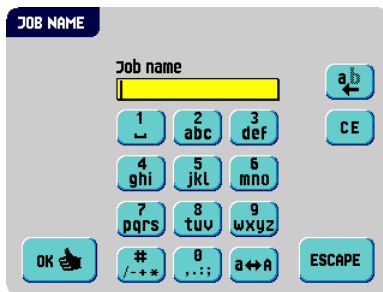 JOB NAME
Job name
ab
1 2 3
abc def
CE
4 5 6
ghi jkl mno
7 8 9
pqrs tuv wxyz
OK # 0 a↔A ESCAPE
/-+* ,.:;